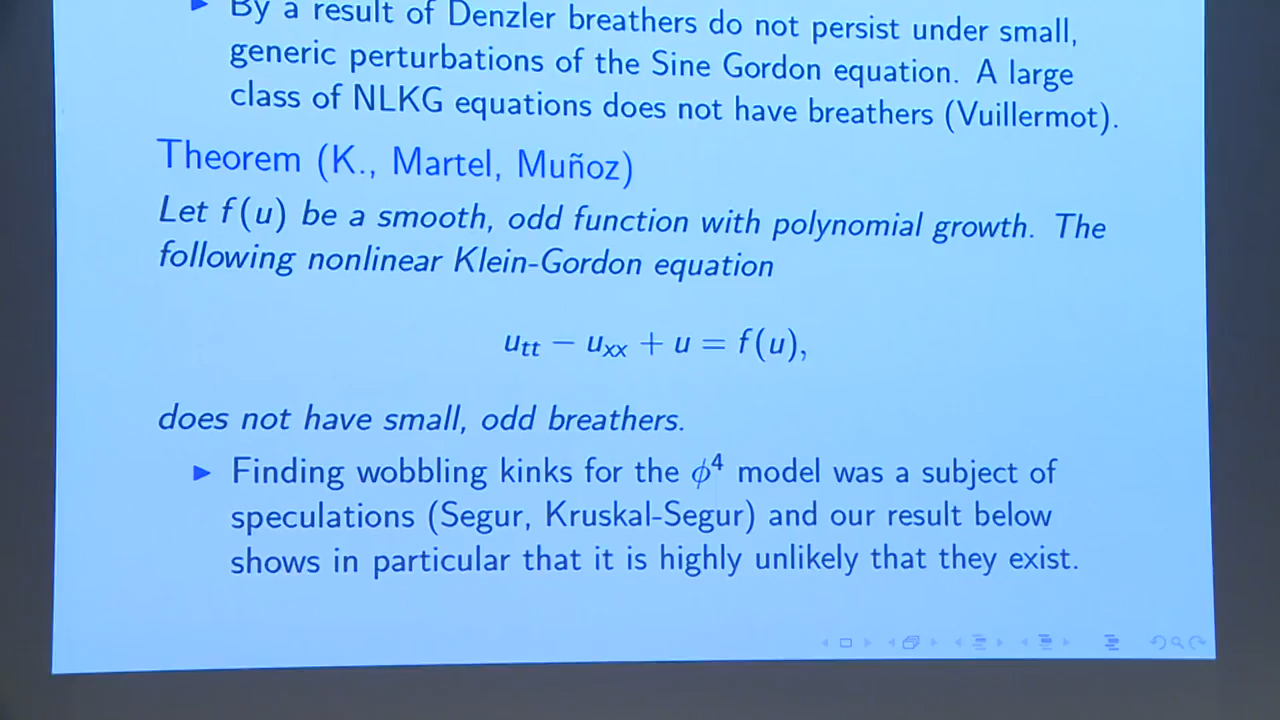 By a result of Denzler breathers do not persist under small,
generic perturbations of the Sine Gordon equation. A large
class of NLKG equations does not have breathers (Vuillermot).
Theorem (K., Martel, Muñoz)
Let f(u) be a smooth, odd function with polynomial growth. The
following nonlinear Klein-Gordon equation
u_tt − u_xx + u = f(u),
does not have small, odd breathers.
Finding wobbling kinks for the ϕ⁴ model was a subject of
speculations (Segur, Kruskal-Segur) and our result below
shows in particular that it is highly unlikely that they exist.